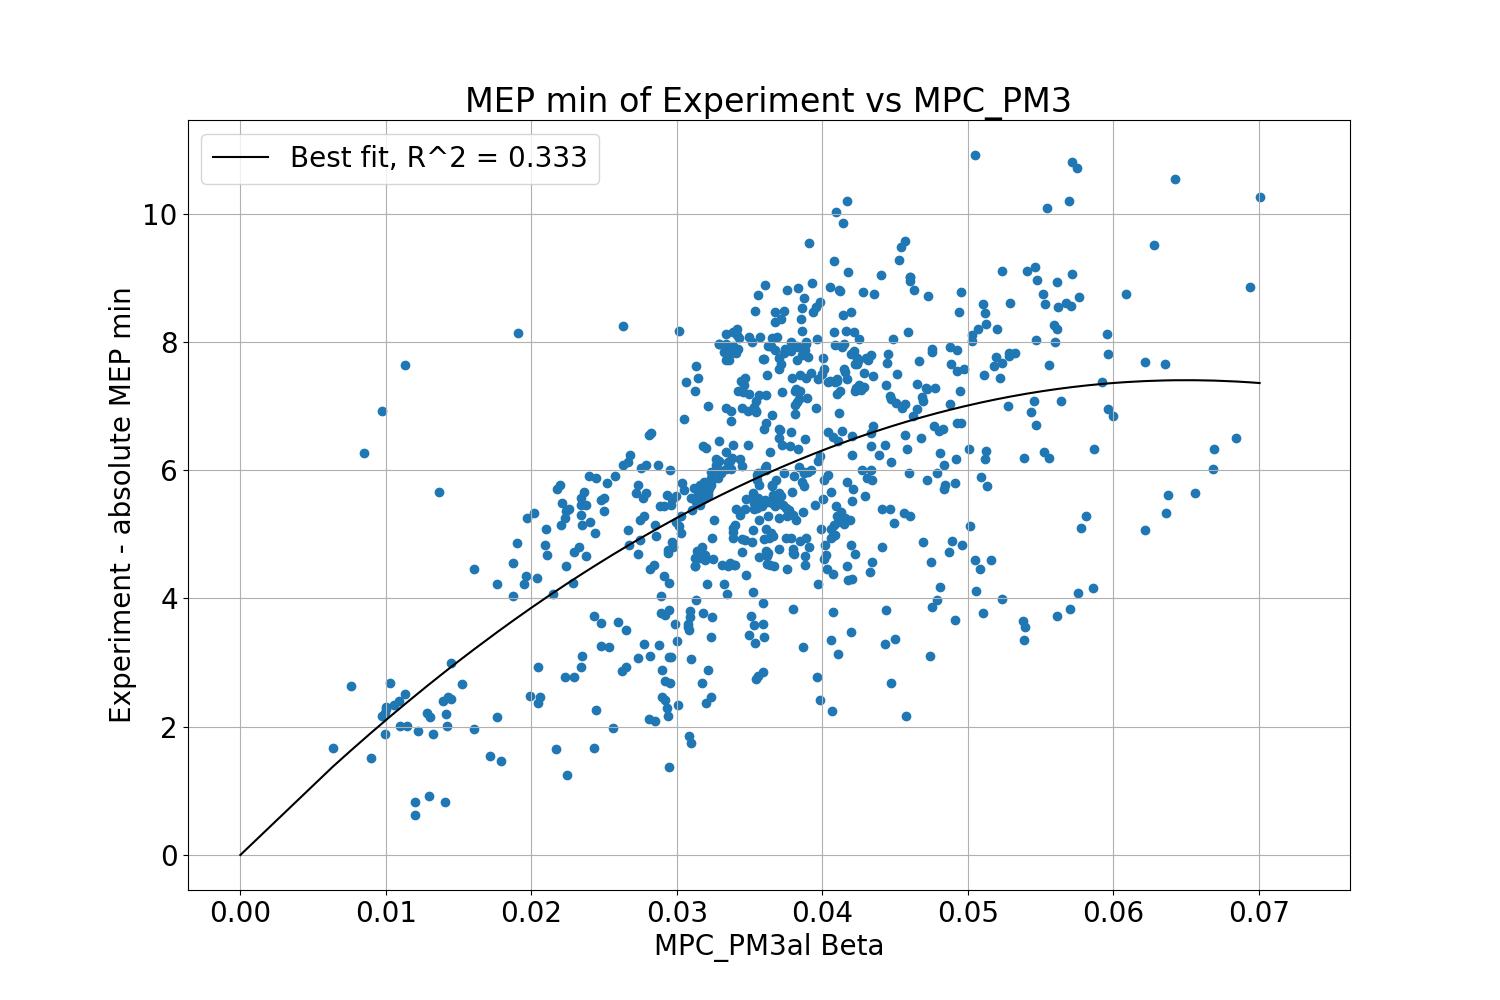 MEP min of Experiment vs MPC_PM3
Best fit, R^2 = 0.333
Experiment - absolute MEP min
10
8
6
4
2
0
0.00 0.01 0.02 0.03 0.04 0.05 0.06 0.07
MPC_PM3al Beta